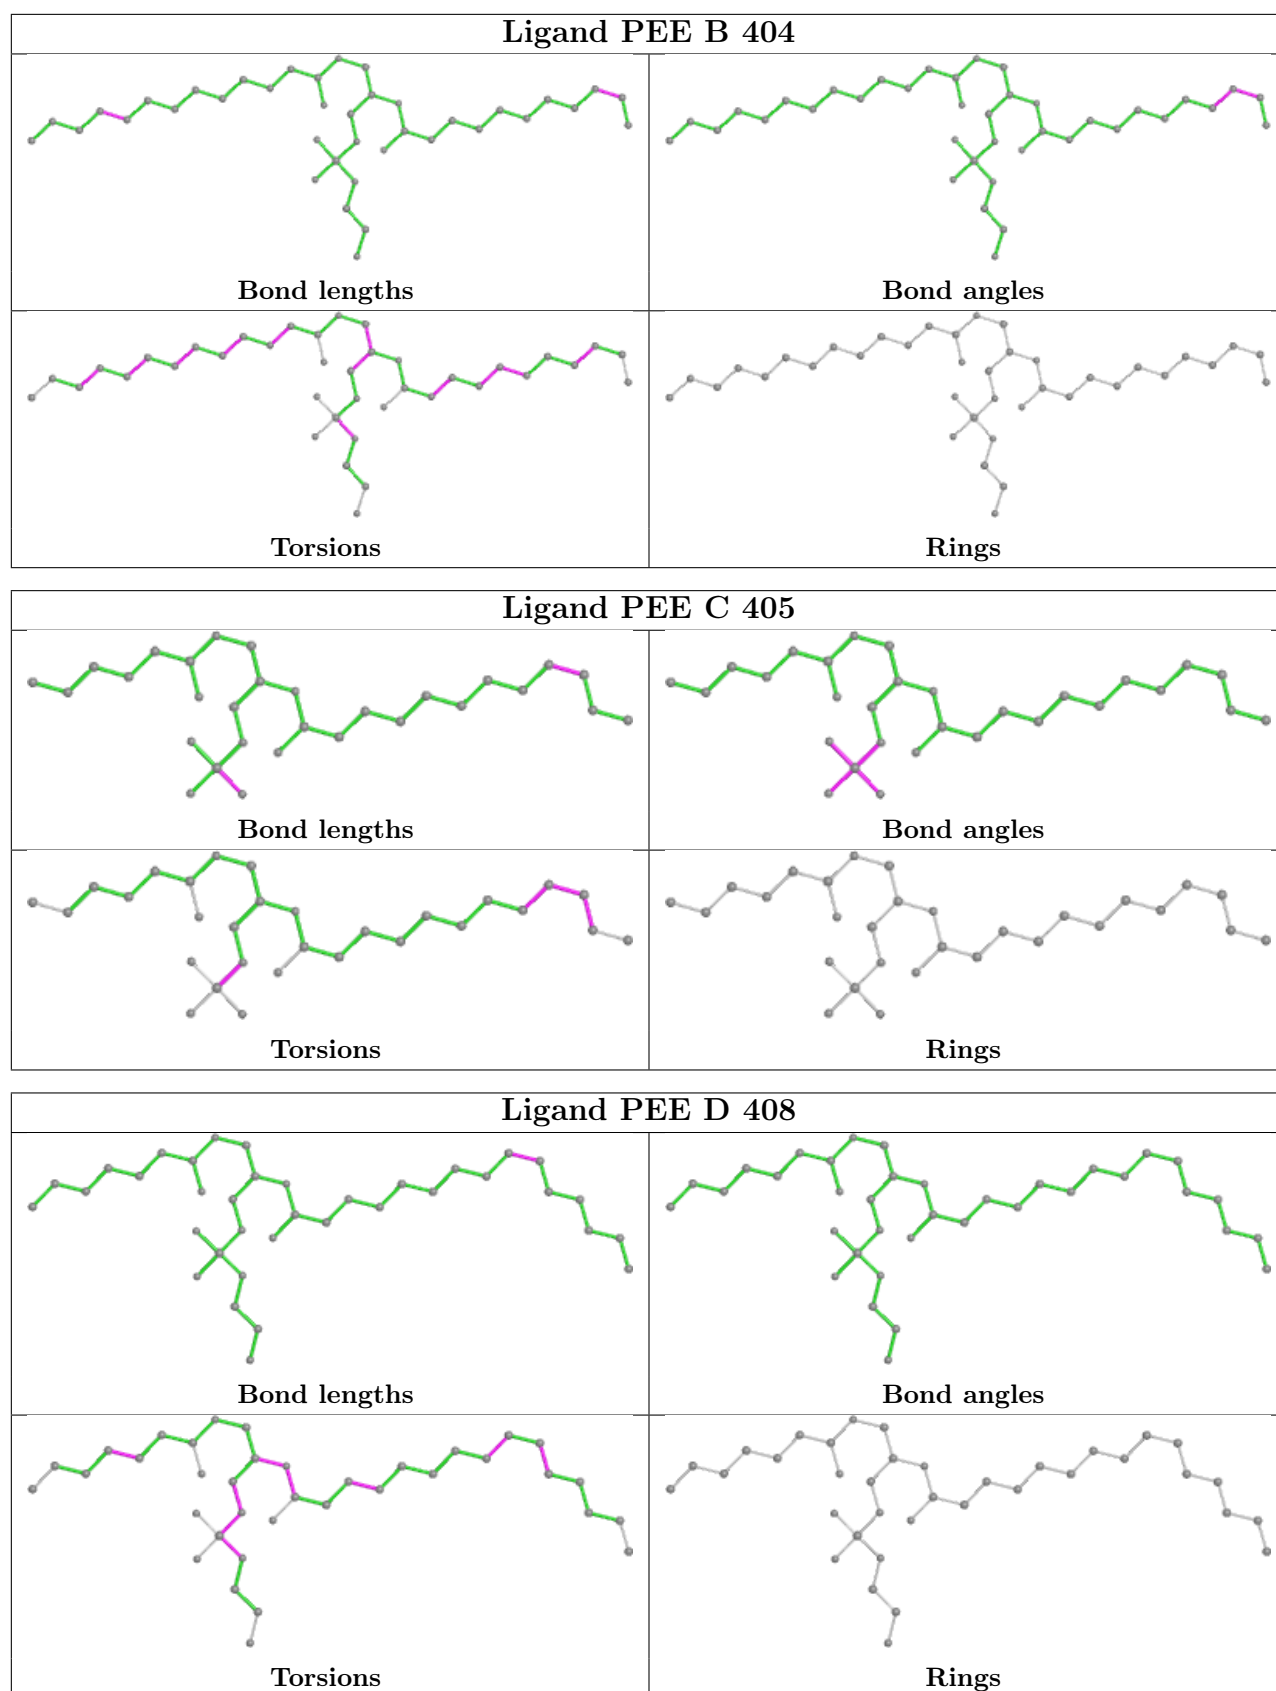 Ligand PEE B 404
Bond lengths
Bond angles
Torsions
Rings
Ligand PEE C 405
Bond lengths
Bond angles
Torsions
Rings
Ligand PEE D 408
Bond lengths
Bond angles
Torsions
Rings